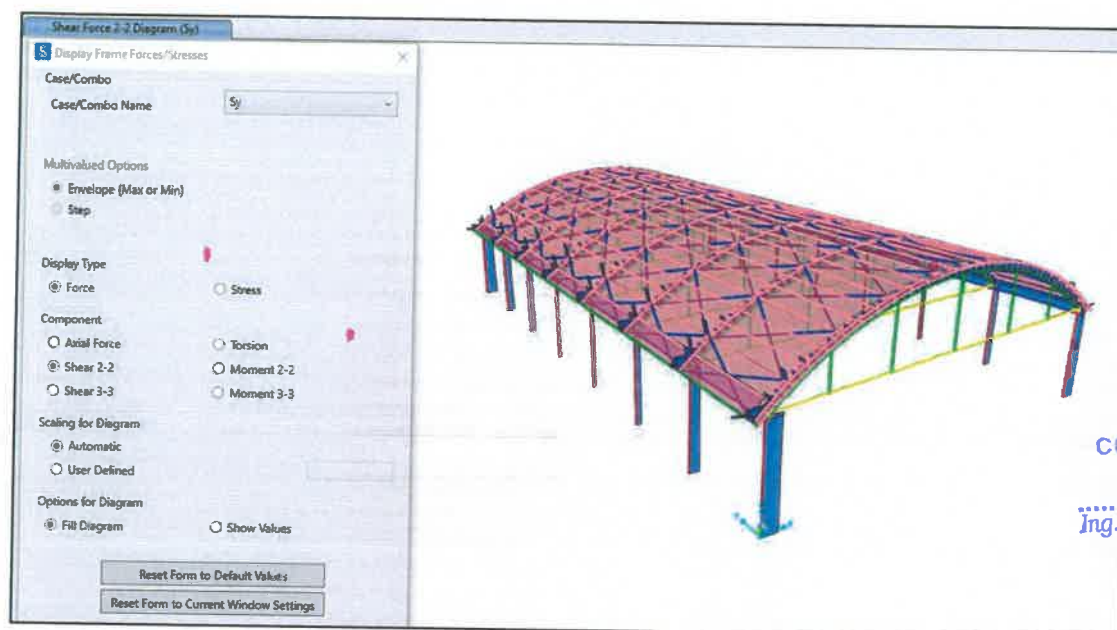 Shear Force 2-2 Diagram (Sy)
S Display Frame Forces/Stresses
Case/Combo
Case/Combo Name Sy
Multivalued Options
Envelope (Max or Min)
Step
Display Type
Force Stress
Component
Axial Force Torsion
Shear 2-2 Moment 2-2
Shear 3-3 Moment 3-3
Scaling for Diagram
Automatic
User Defined
Options for Diagram
Fill Diagram Show Values
Reset Form to Default Values
Reset Form to Current Window Settings
Ing.